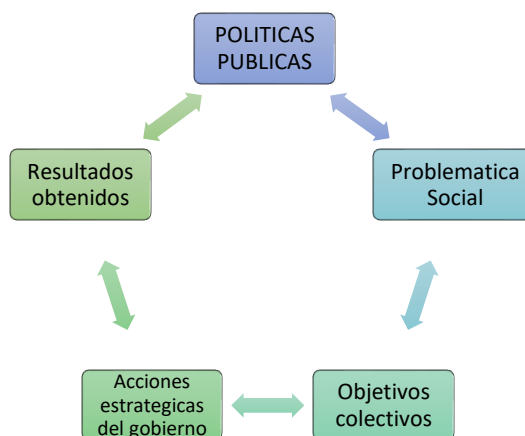 POLITICAS
PUBLICAS
Resultados
obtenidos
Problematica
Social
Acciones
estrategicas
del gobierno
Objetivos
colectivos